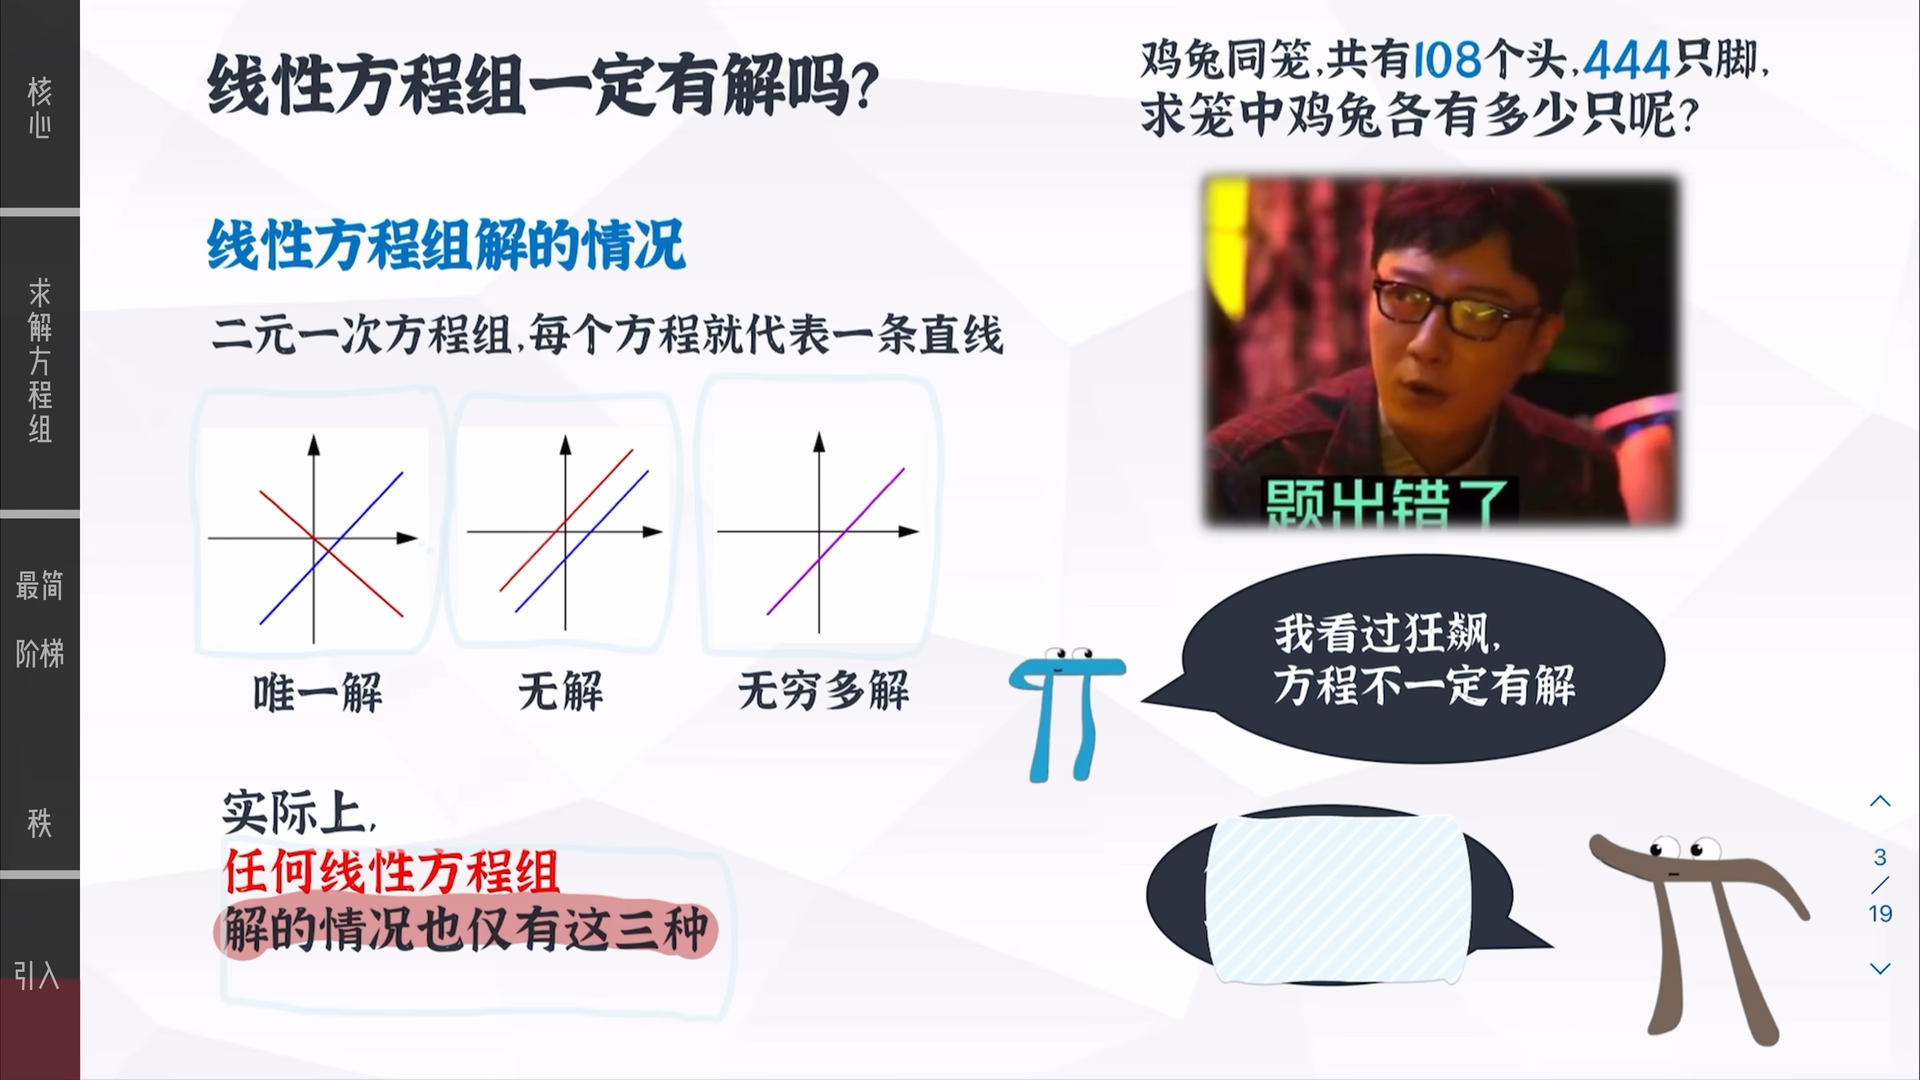 核心
求解方程组
最简
阶梯
秩
引入
线性方程组一定有解吗?
线性方程组解的情况
二元一次方程组,每个方程就代表一条直线
唯一解
无解
无穷多解
实际上,
任何线性方程组
解的情况也仅有这三种
鸡兔同笼,共有108个头,444只脚,
求笼中鸡兔各有多少只呢?
题出错了
我看过狂飙,
方程不一定有解
3
/
19